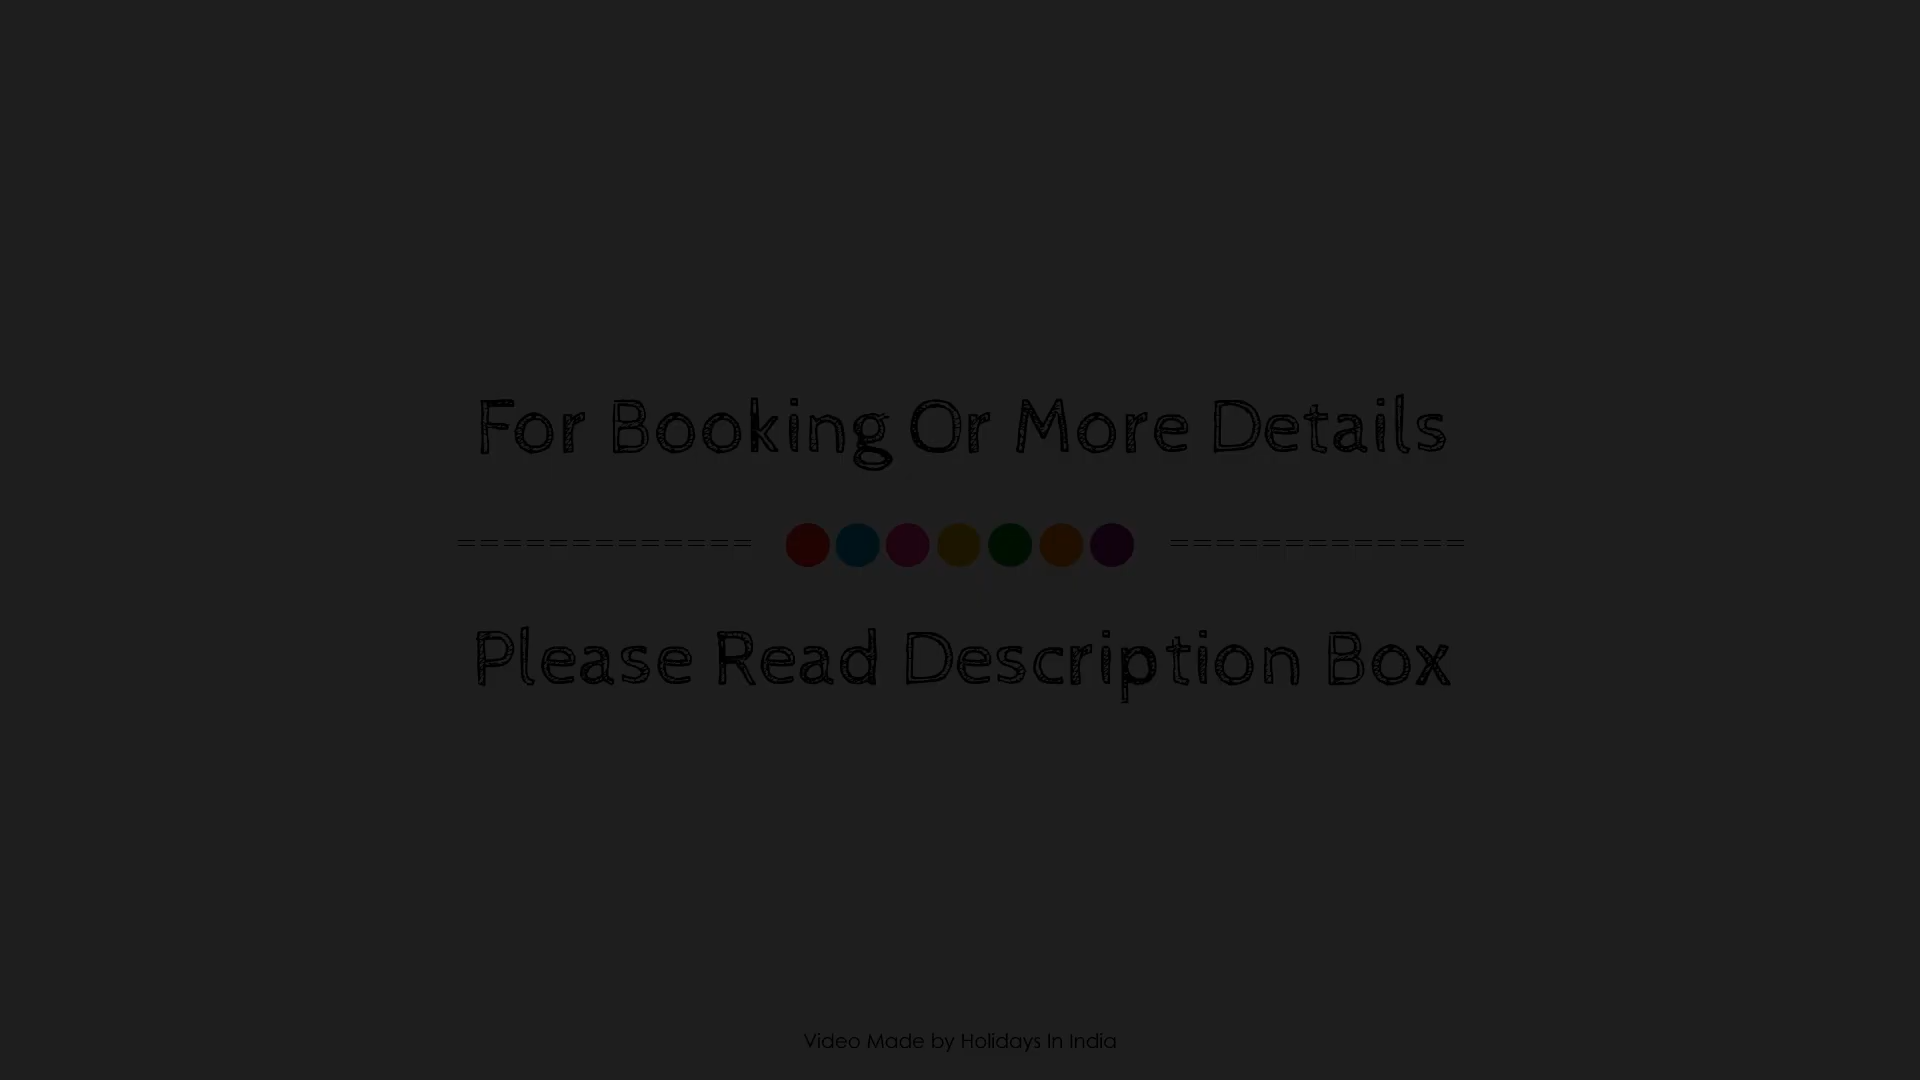 For Booking Or More Details
============= =============
Please Read Description Box
Video Made by Holidays In India